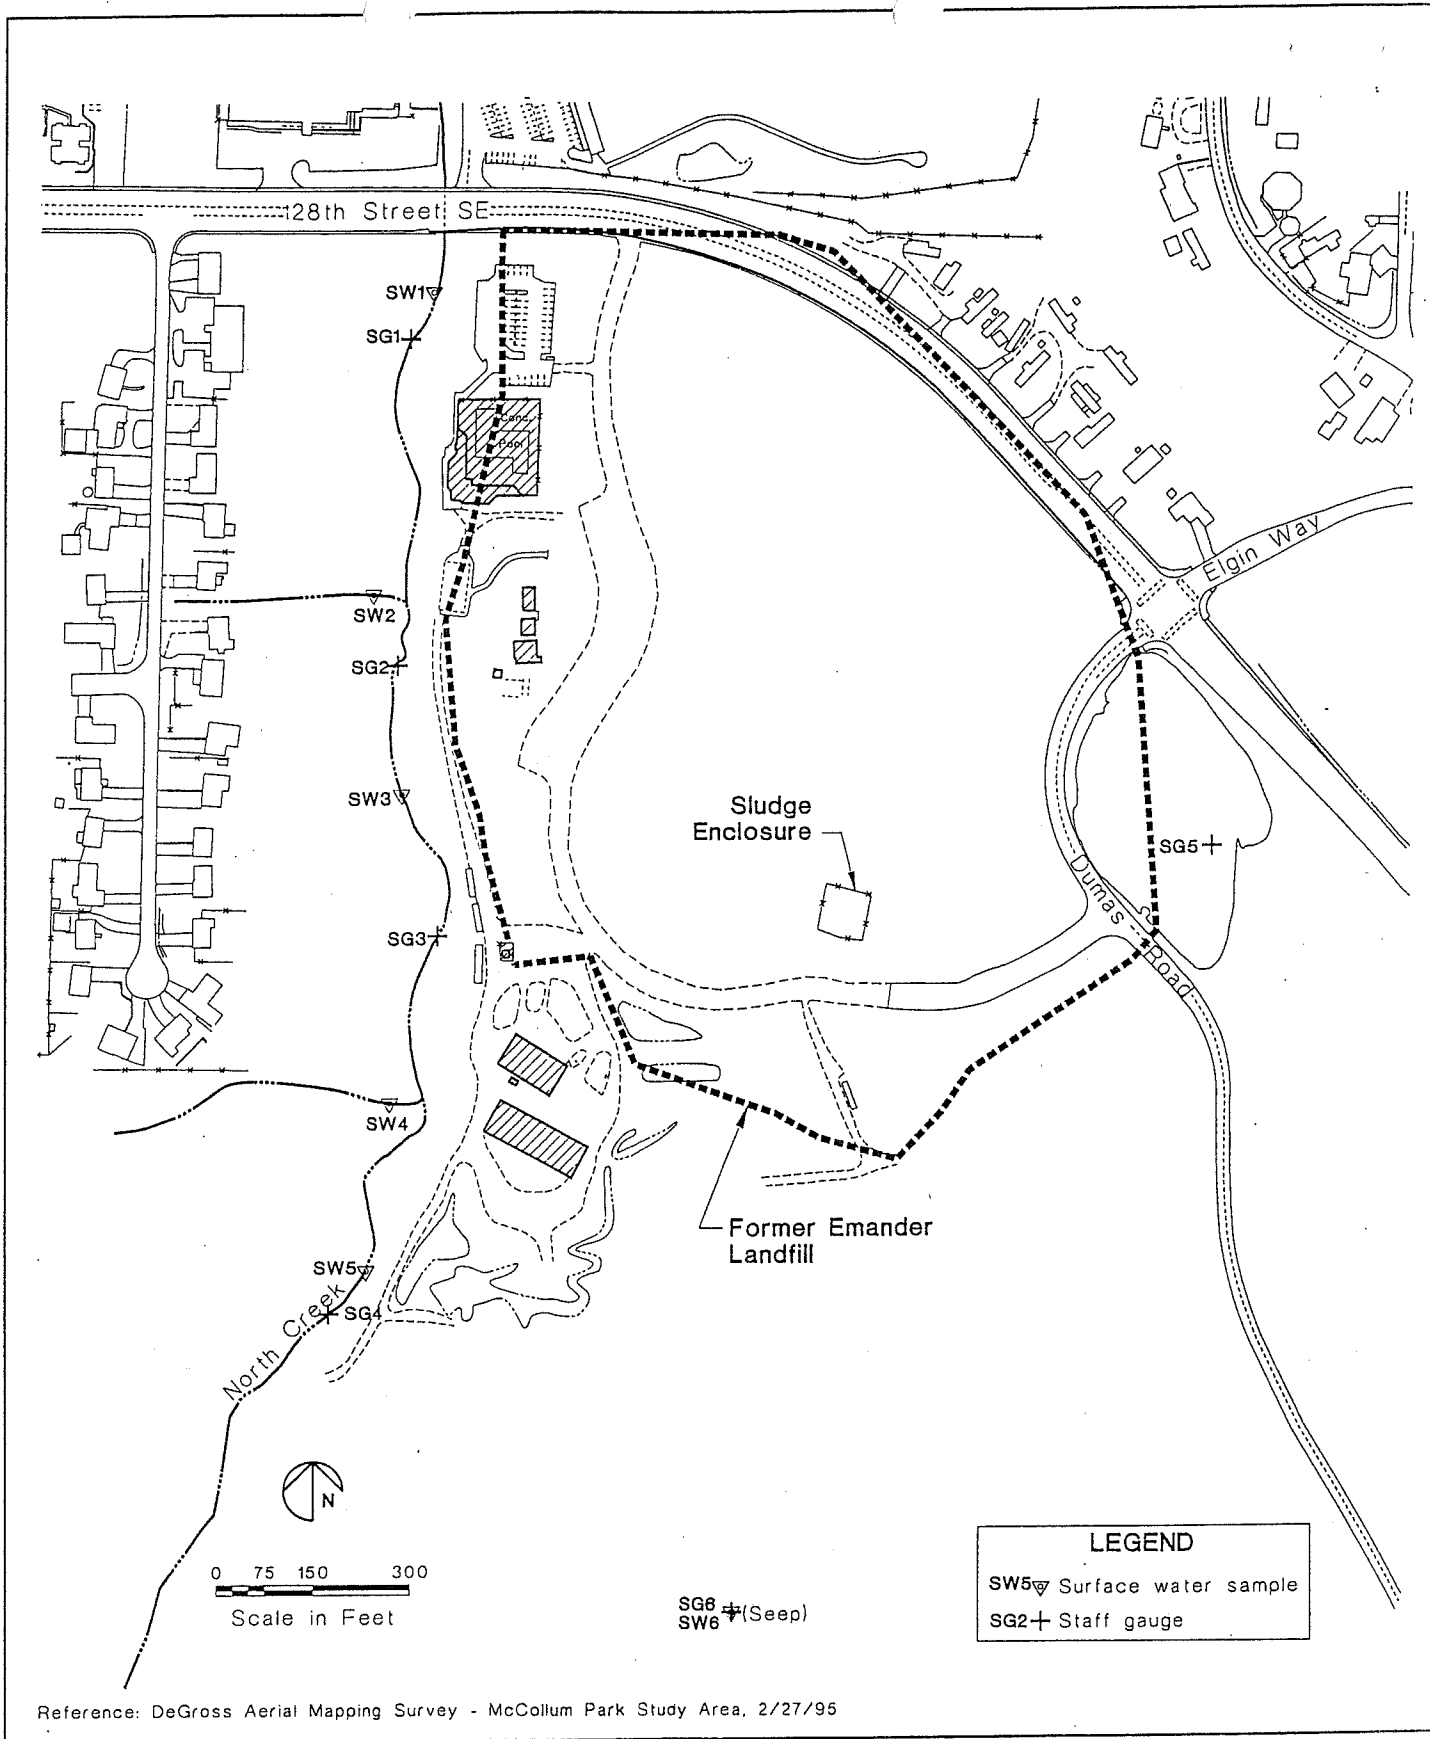 128th Street SE
SW1
SG1
Conc.
Pool
Elgin Way
SW2
SG2
SW3
Sludge
Enclosure
SG5
Dumas Road
SG3
SW4
Former Emander
Landfill
SW5
SG4
North Creek
N
0 75 150 300
Scale in Feet
SG6
SW6 (Seep)
LEGEND
SW5 Surface water sample
SG2 Staff gauge
Reference: DeGross Aerial Mapping Survey - McCollum Park Study Area, 2/27/95